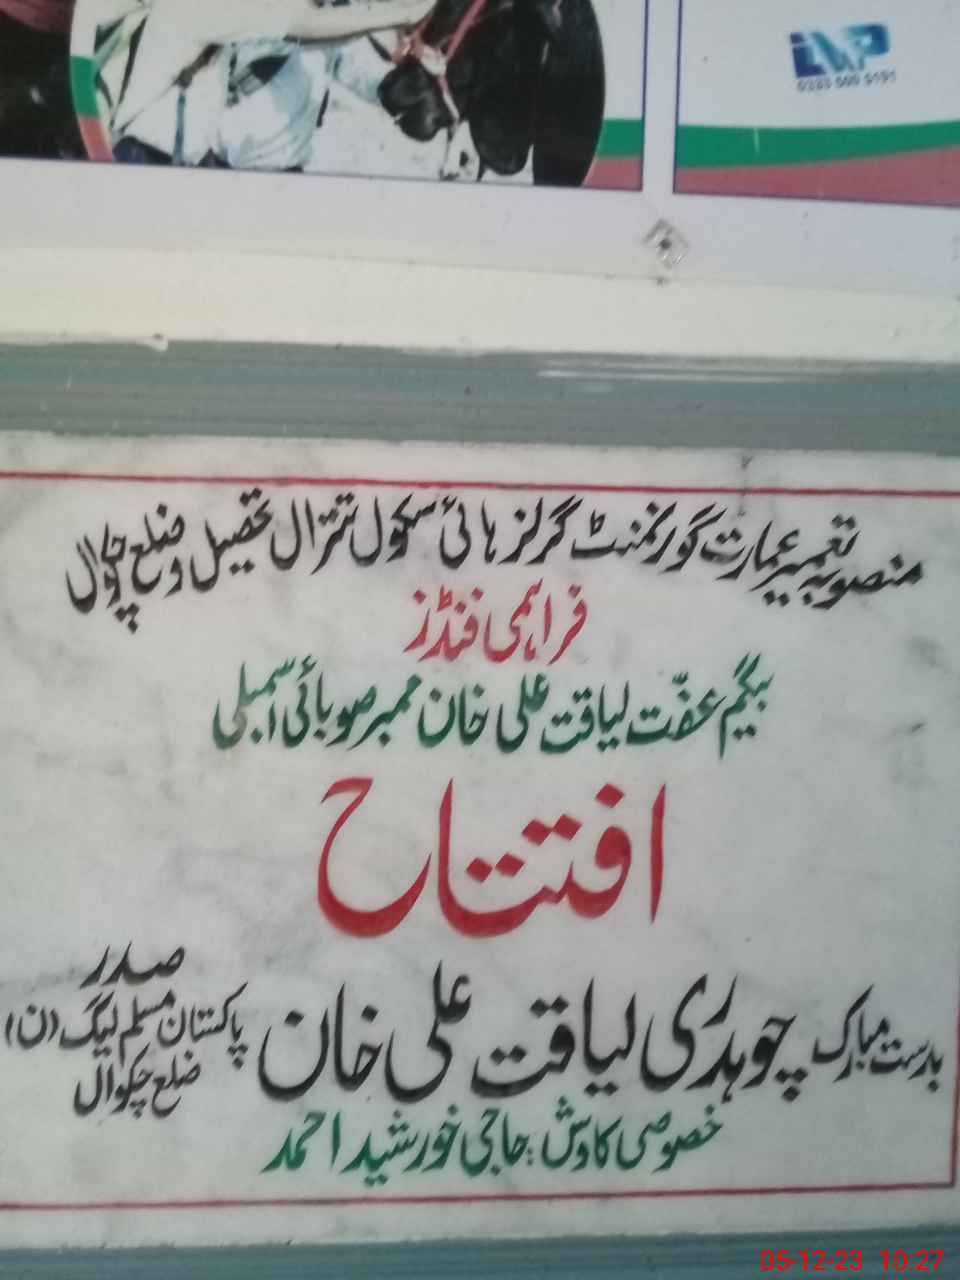 منصوبہ تعمیر عمارت گورنمنٹ گرلز ہائی سکول تترال تحصیل و ضلع چکوال
فراہمی فنڈز
بیگم عفّت لیاقت علی خان ممبر صوبائی اسمبلی
افتتاح
بدست مبارک چوہدری لیاقت علی خان
صدر
پاکستان مسلم لیگ (ن)
ضلع چکوال
خصوصی کاوش: حاجی خورشید احمد
05-12-23 10:27